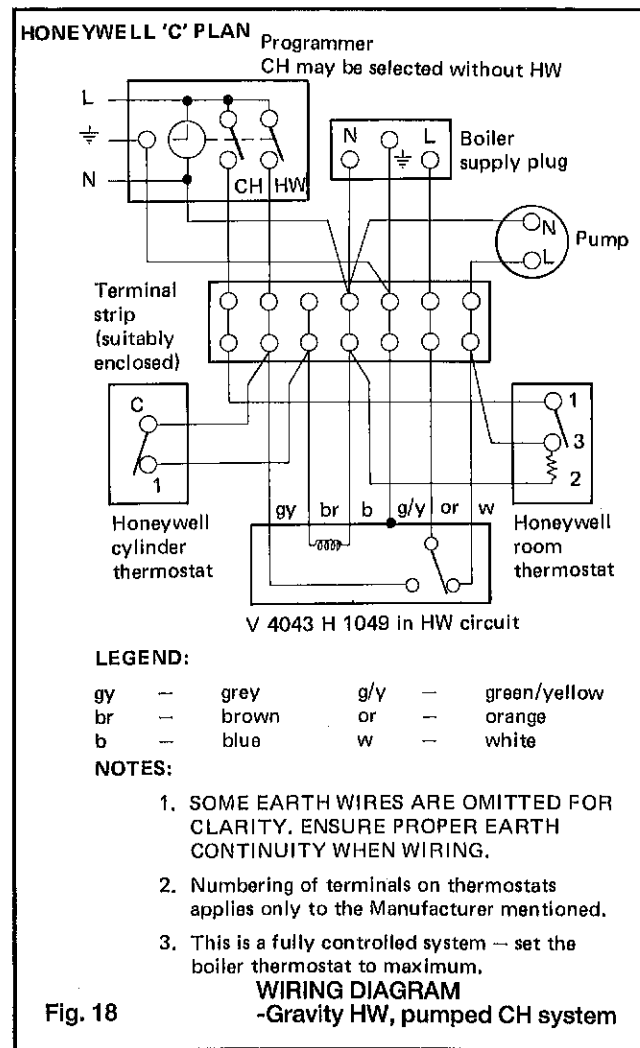 HONEYWELL 'C' PLAN
Programmer
CH may be selected without HW
L
N
CH HW
N L
Boiler
supply plug
N
L
Pump
Terminal
strip
(suitably
enclosed)
C
1
Honeywell
cylinder
thermostat
1
3
2
Honeywell
room
thermostat
gy br b g/y or w
V 4043 H 1049 in HW circuit
LEGEND:
gy – grey g/y – green/yellow
br – brown or – orange
b – blue w – white
NOTES:
1. SOME EARTH WIRES ARE OMITTED FOR
CLARITY. ENSURE PROPER EARTH
CONTINUITY WHEN WIRING.
2. Numbering of terminals on thermostats
applies only to the Manufacturer mentioned.
3. This is a fully controlled system – set the
boiler thermostat to maximum.
WIRING DIAGRAM
Fig. 18 -Gravity HW, pumped CH system